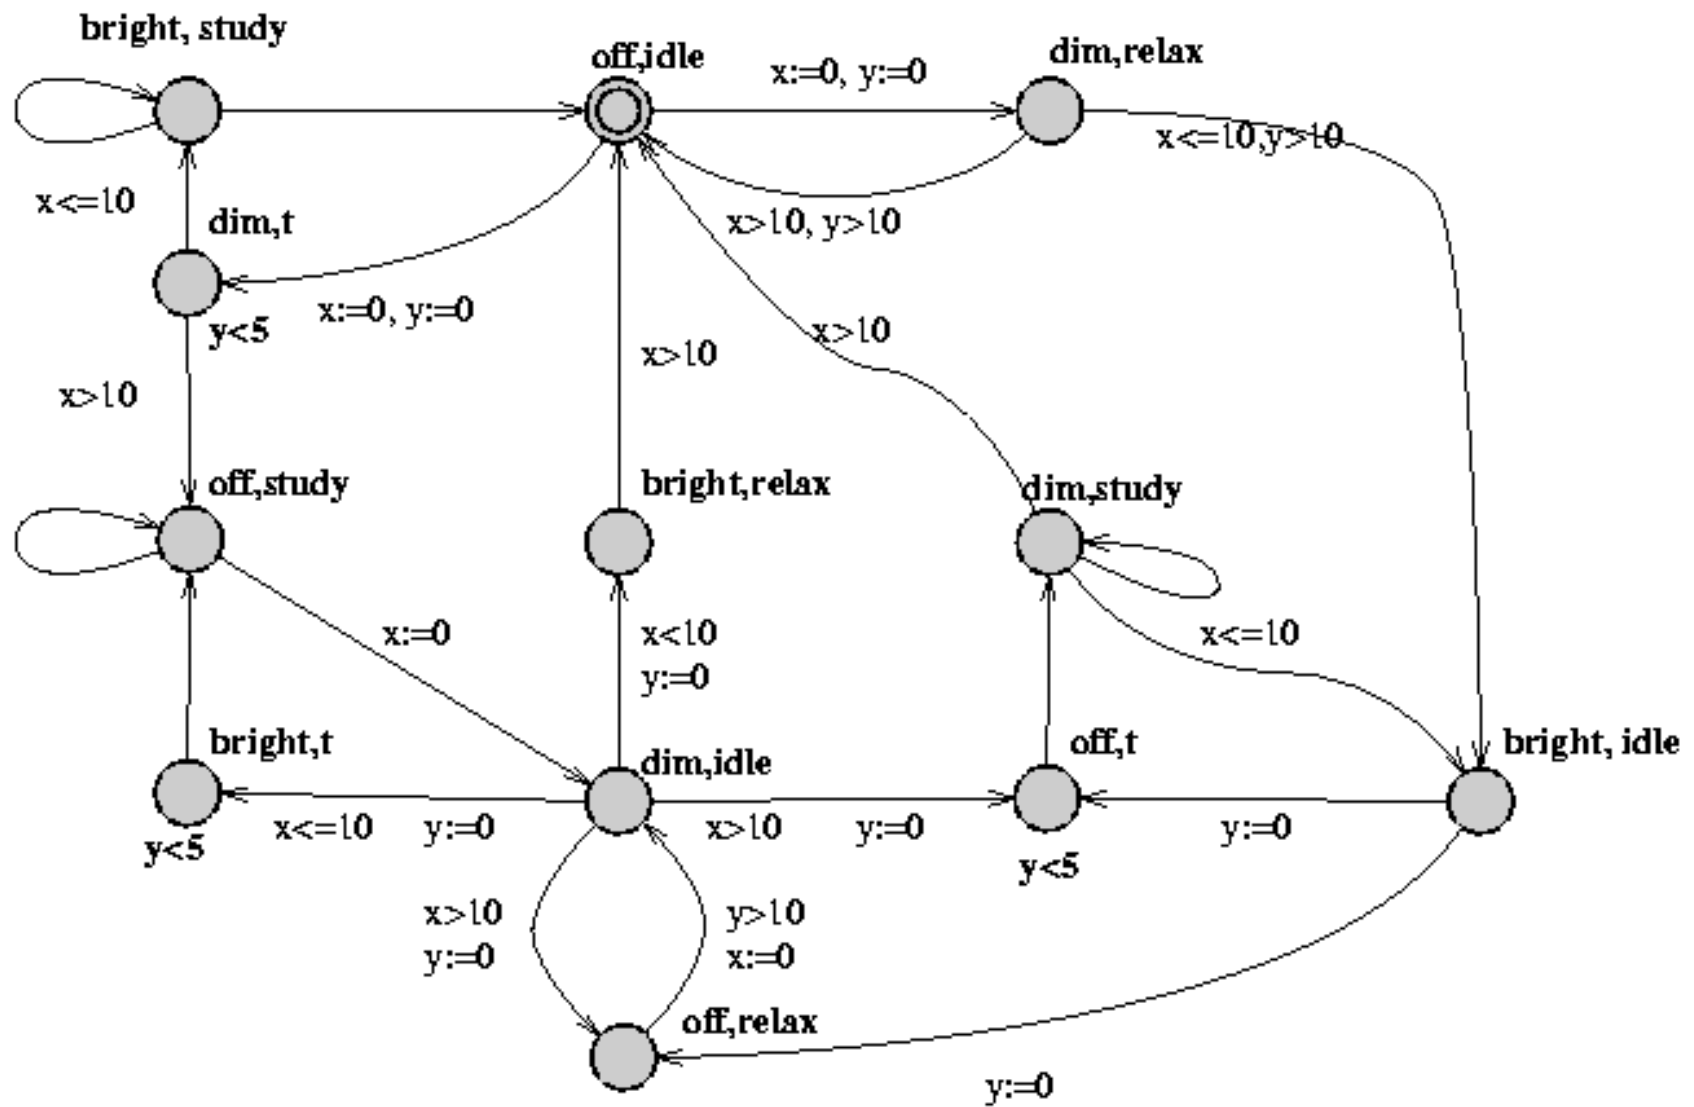 bright, study
off,idle
x:=0, y:=0
dim,relax
x<=10,y>10
x<=10
dim,t
x>10, y>10
y<5
x:=0, y:=0
x>10
x>10
x>10
off,study
bright,relax
dim,study
x:=0
x<10
y:=0
x<=10
bright,t
dim,idle
off,t
bright, idle
y<5
x<=10
y:=0
x>10
y:=0
y<5
y:=0
x>10
y:=0
y>10
x:=0
off,relax
y:=0